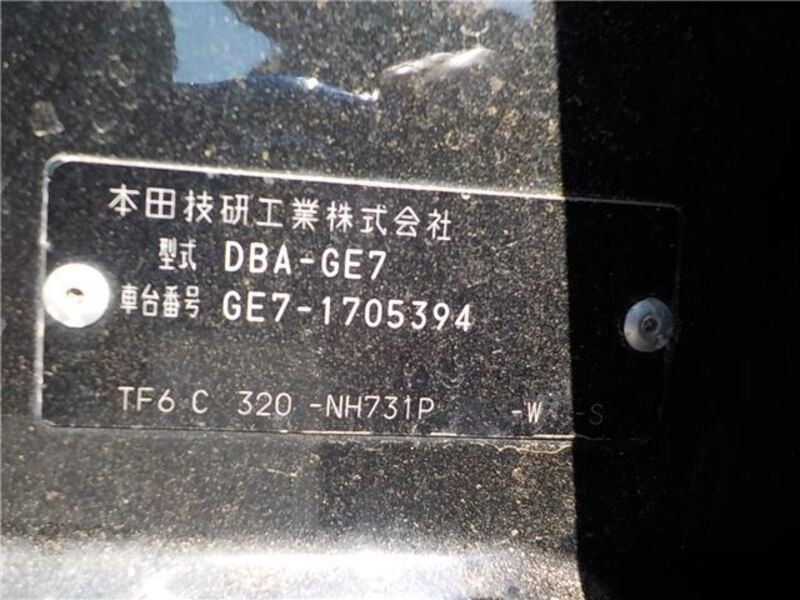 本田技研工業株式会社
型式 DBA-GE7
車台番号 GE7-1705394
TF6 C 320 -NH731P -W -S